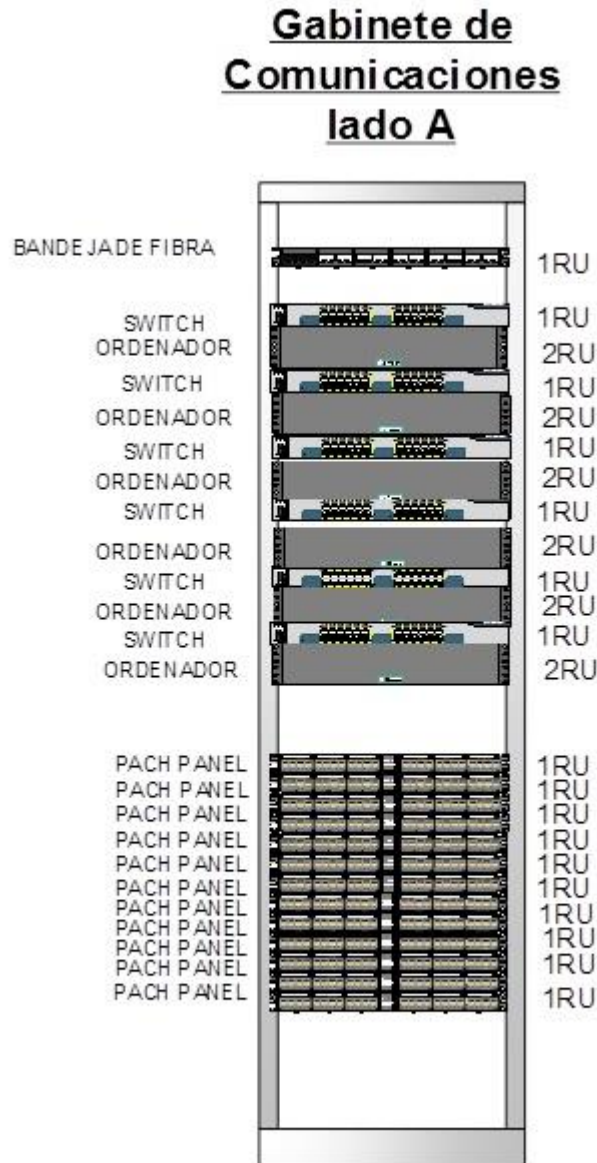 Gabinete de
Comunicaciones
lado A
BANDEJA DE FIBRA 1RU
SWITCH 1RU
ORDENADOR 2RU
SWITCH 1RU
ORDENADOR 2RU
SWITCH 1RU
ORDENADOR 2RU
SWITCH 1RU
ORDENADOR 2RU
SWITCH 1RU
ORDENADOR 2RU
SWITCH 1RU
ORDENADOR 2RU
PACH PANEL 1RU
PACH PANEL 1RU
PACH PANEL 1RU
PACH PANEL 1RU
PACH PANEL 1RU
PACH PANEL 1RU
PACH PANEL 1RU
PACH PANEL 1RU
PACH PANEL
PACH PANEL 1RU
PACH PANEL 1RU